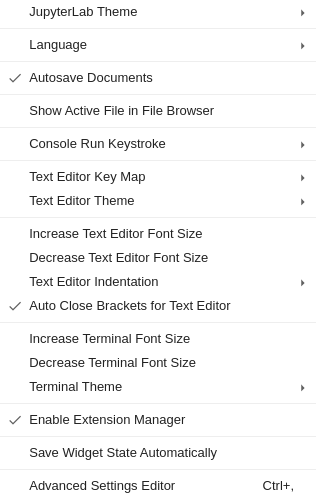 JupyterLab Theme
Language
Autosave Documents
Show Active File in File Browser
Console Run Keystroke
Text Editor Key Map
Text Editor Theme
Increase Text Editor Font Size
Decrease Text Editor Font Size
Text Editor Indentation
Auto Close Brackets for Text Editor
Increase Terminal Font Size
Decrease Terminal Font Size
Terminal Theme
Enable Extension Manager
Save Widget State Automatically
Advanced Settings Editor Ctrl+,